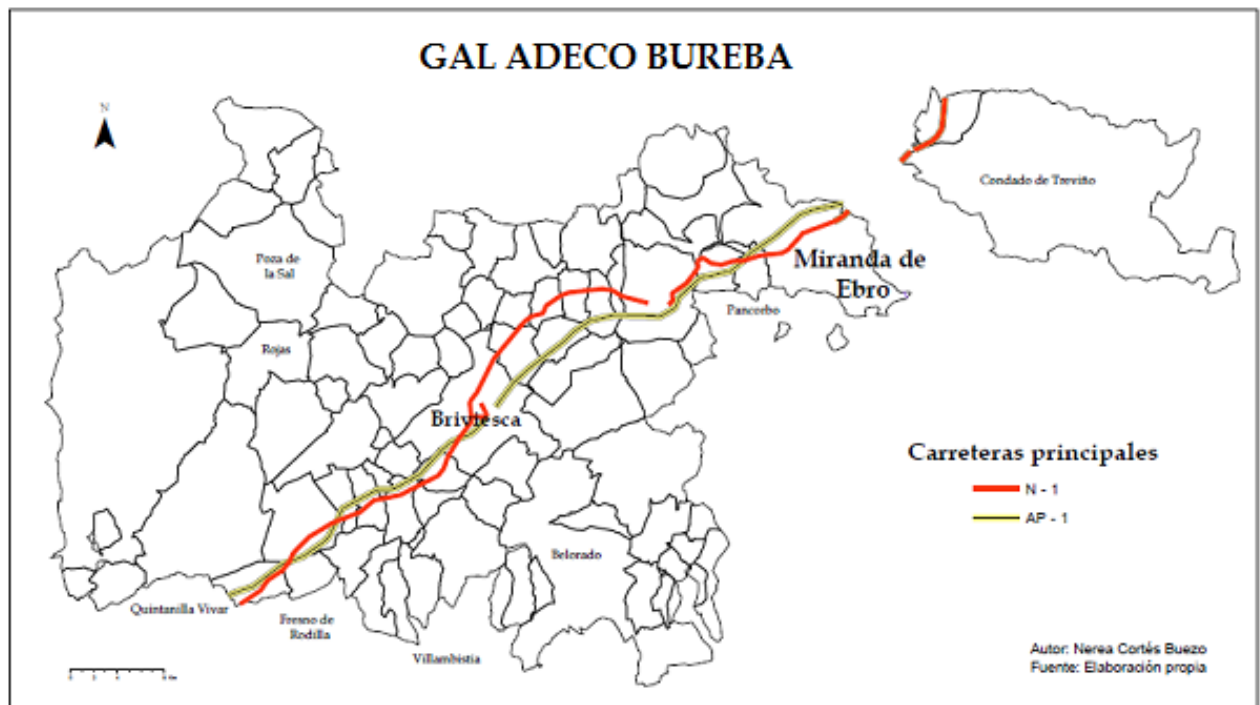 GAL ADECO BUREBA
N
Condado de Treviño
Poza de
la Sal
Miranda de
Ebro
Pancorbo
Rojas
Briviesca
Carreteras principales
N - 1
AP - 1
Belorado
Quintanilla Vivar
Fresno de
Rodilla
Villambistia
Autor: Nerea Cortés Buezo
Fuente: Elaboración propia